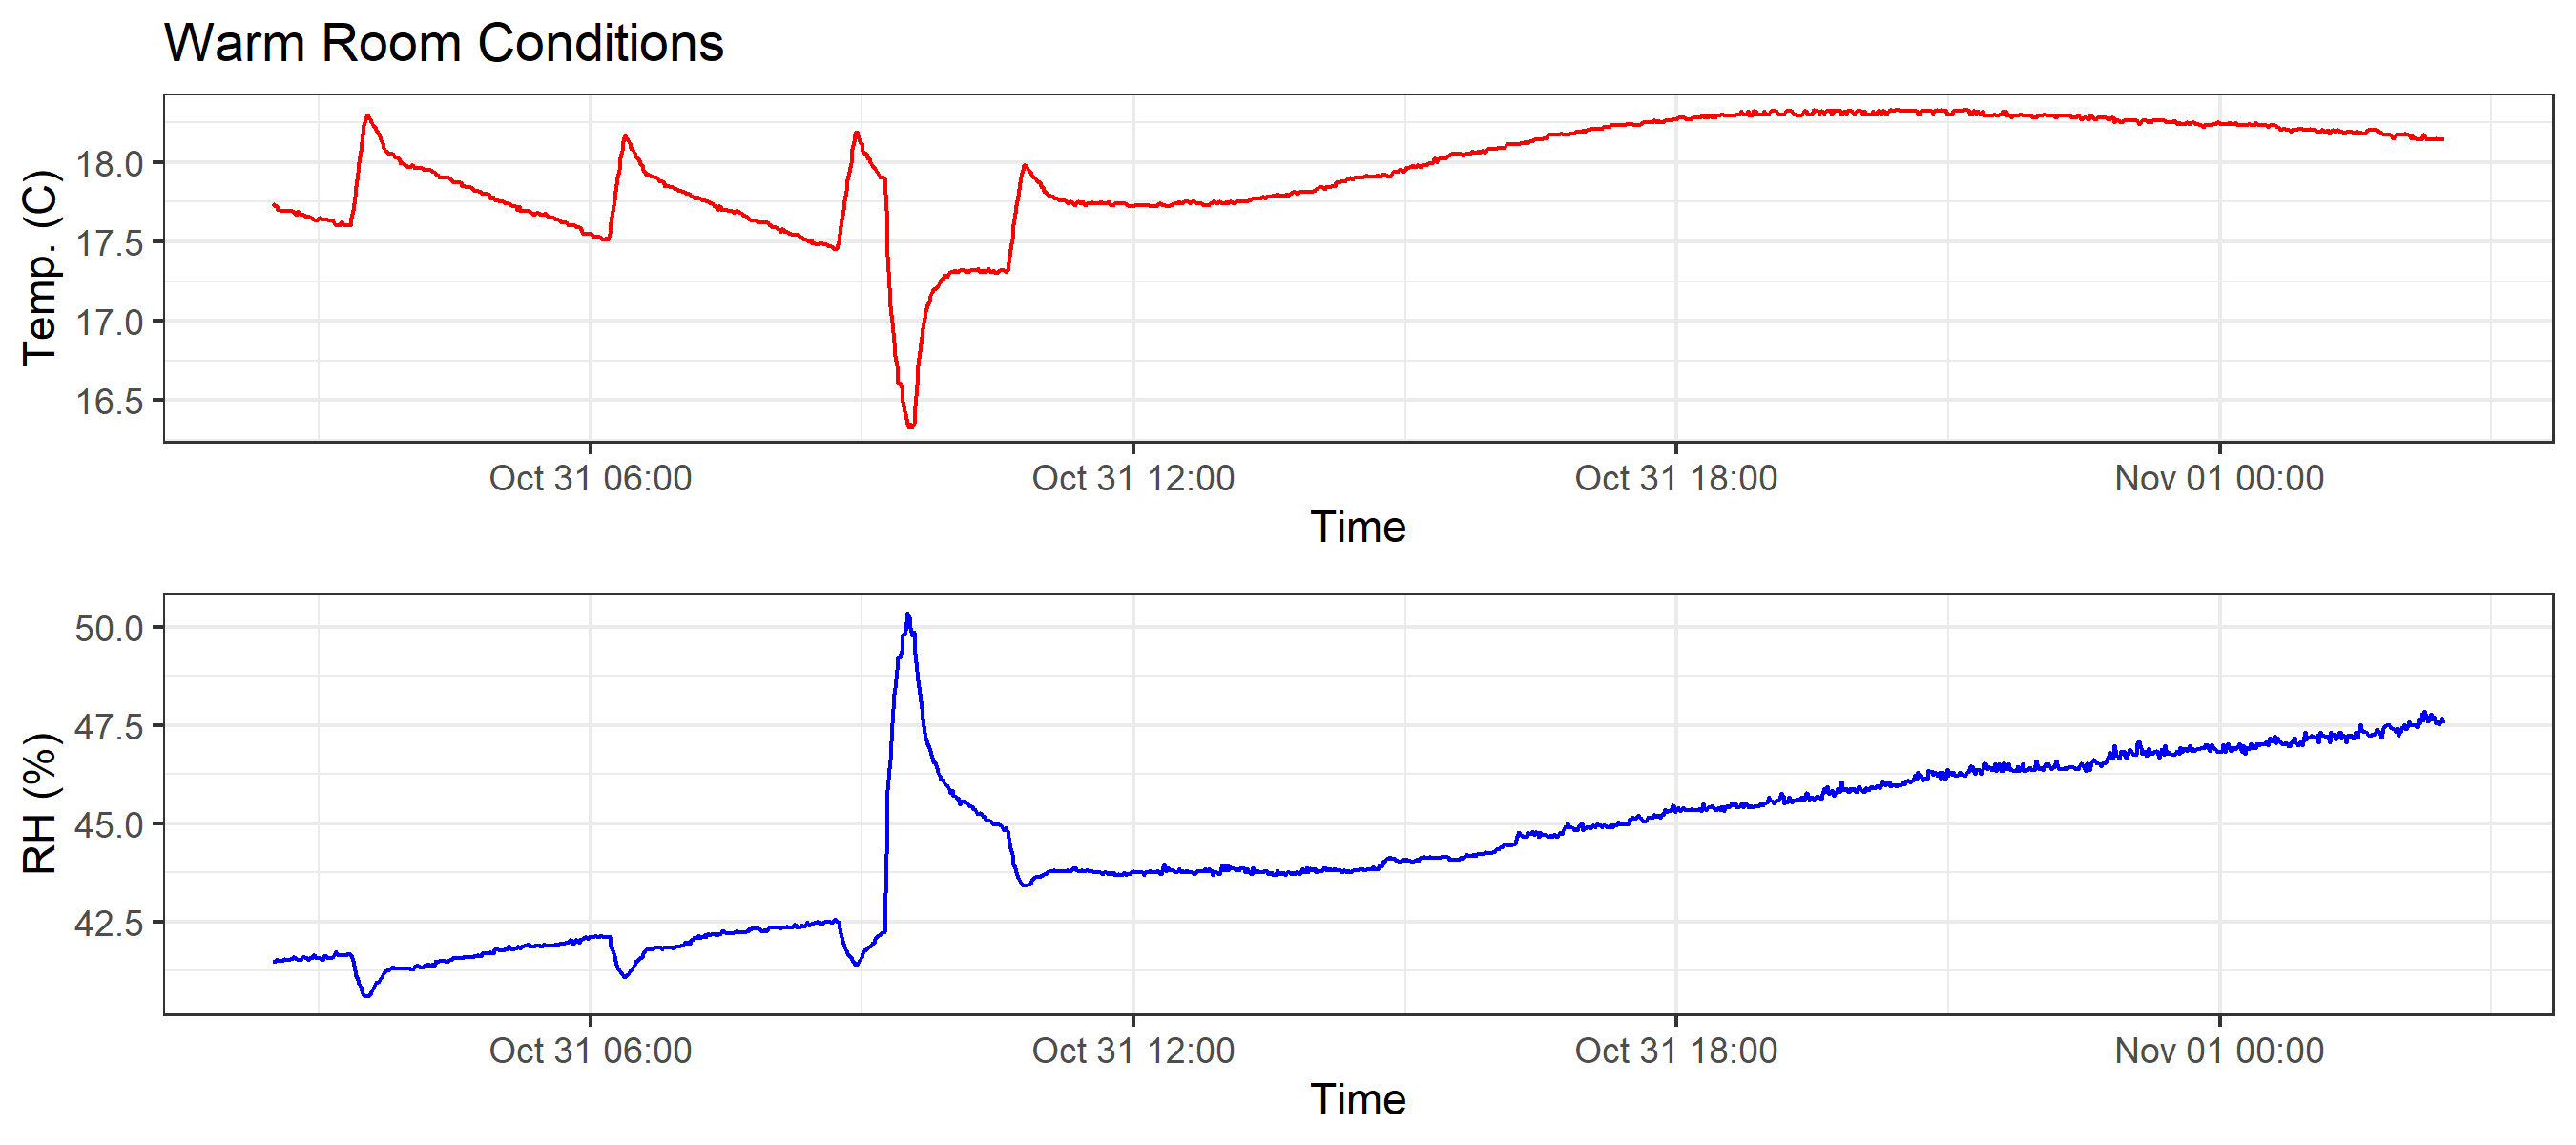 Warm Room Conditions
Temp. (C)
18.0
17.5
17.0
16.5
Oct 31 06:00 Oct 31 12:00 Oct 31 18:00 Nov 01 00:00
Time
RH (%)
50.0
47.5
45.0
42.5
Oct 31 06:00 Oct 31 12:00 Oct 31 18:00 Nov 01 00:00
Time